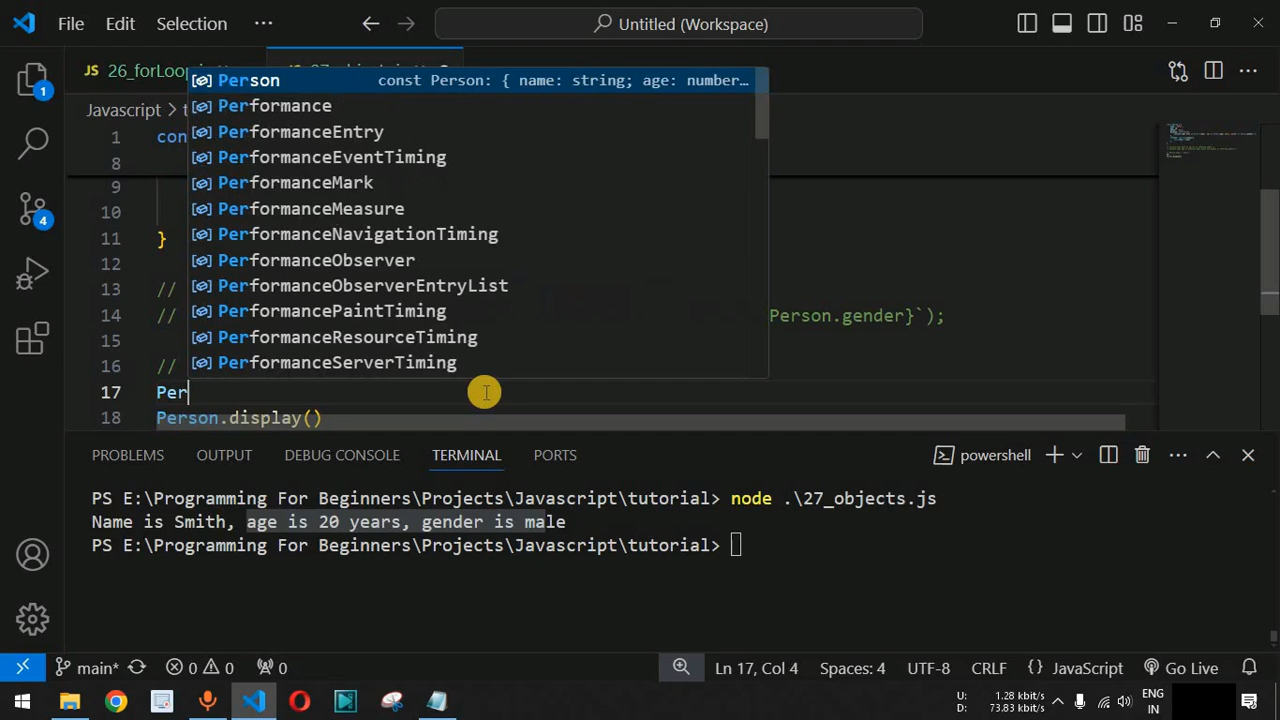 File Edit Selection ··· Untitled (Workspace)
JS 26_forLoop
Javascript >
1 con
8
9
10
11 }
12
13 //
14 // Person.gender}`);
15
16 //
17 Per
18 Person.display()
Person const Person: { name: string; age: number…
Performance
PerformanceEntry
PerformanceEventTiming
PerformanceMark
PerformanceMeasure
PerformanceNavigationTiming
PerformanceObserver
PerformanceObserverEntryList
PerformancePaintTiming
PerformanceResourceTiming
PerformanceServerTiming
1
4
PROBLEMS OUTPUT DEBUG CONSOLE TERMINAL PORTS powershell
PS E:\Programming For Beginners\Projects\Javascript\tutorial> node .\27_objects.js
Name is Smith, age is 20 years, gender is male
PS E:\Programming For Beginners\Projects\Javascript\tutorial>
main* 0 0 0 Ln 17, Col 4 Spaces: 4 UTF-8 CRLF {} JavaScript Go Live
U: 1.28 kbit/s
D: 73.83 kbit/s
ENG
IN